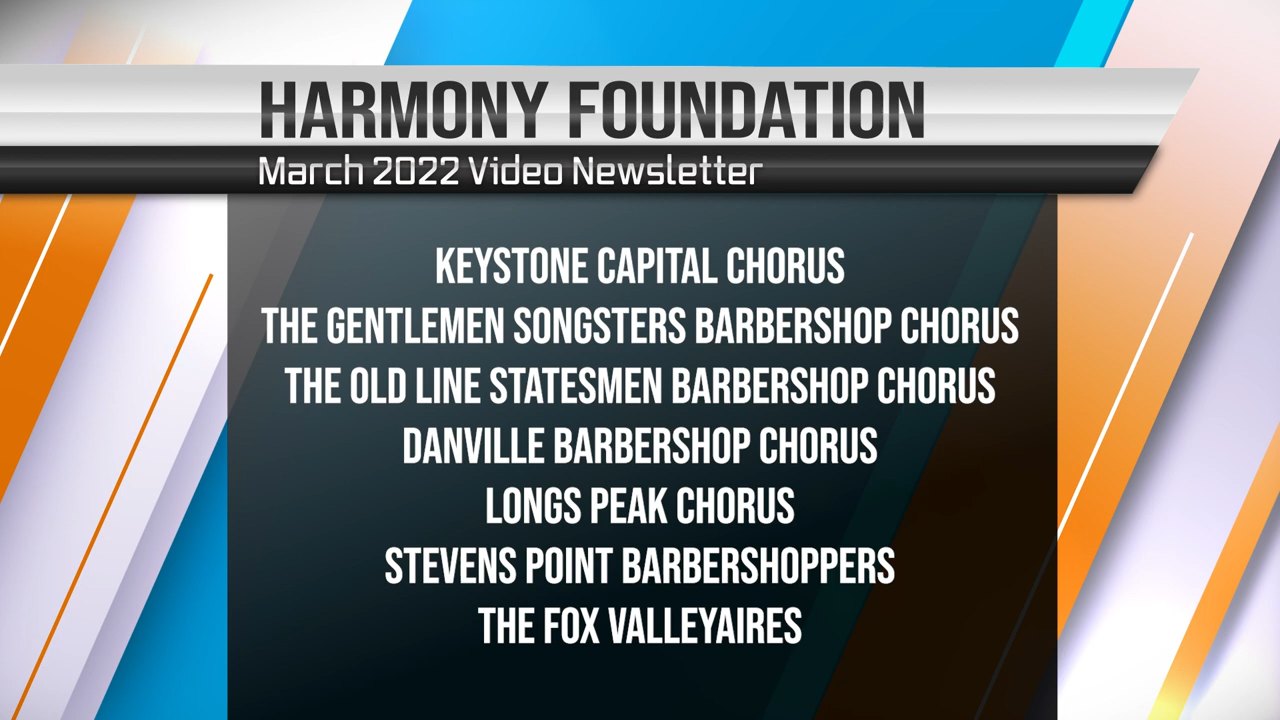 HARMONY FOUNDATION
March 2022 Video Newsletter
KEYSTONE CAPITAL CHORUS
THE GENTLEMEN SONGSTERS BARBERSHOP CHORUS
THE OLD LINE STATESMEN BARBERSHOP CHORUS
DANVILLE BARBERSHOP CHORUS
LONGS PEAK CHORUS
STEVENS POINT BARBERSHOPPERS
THE FOX VALLEYAIRES